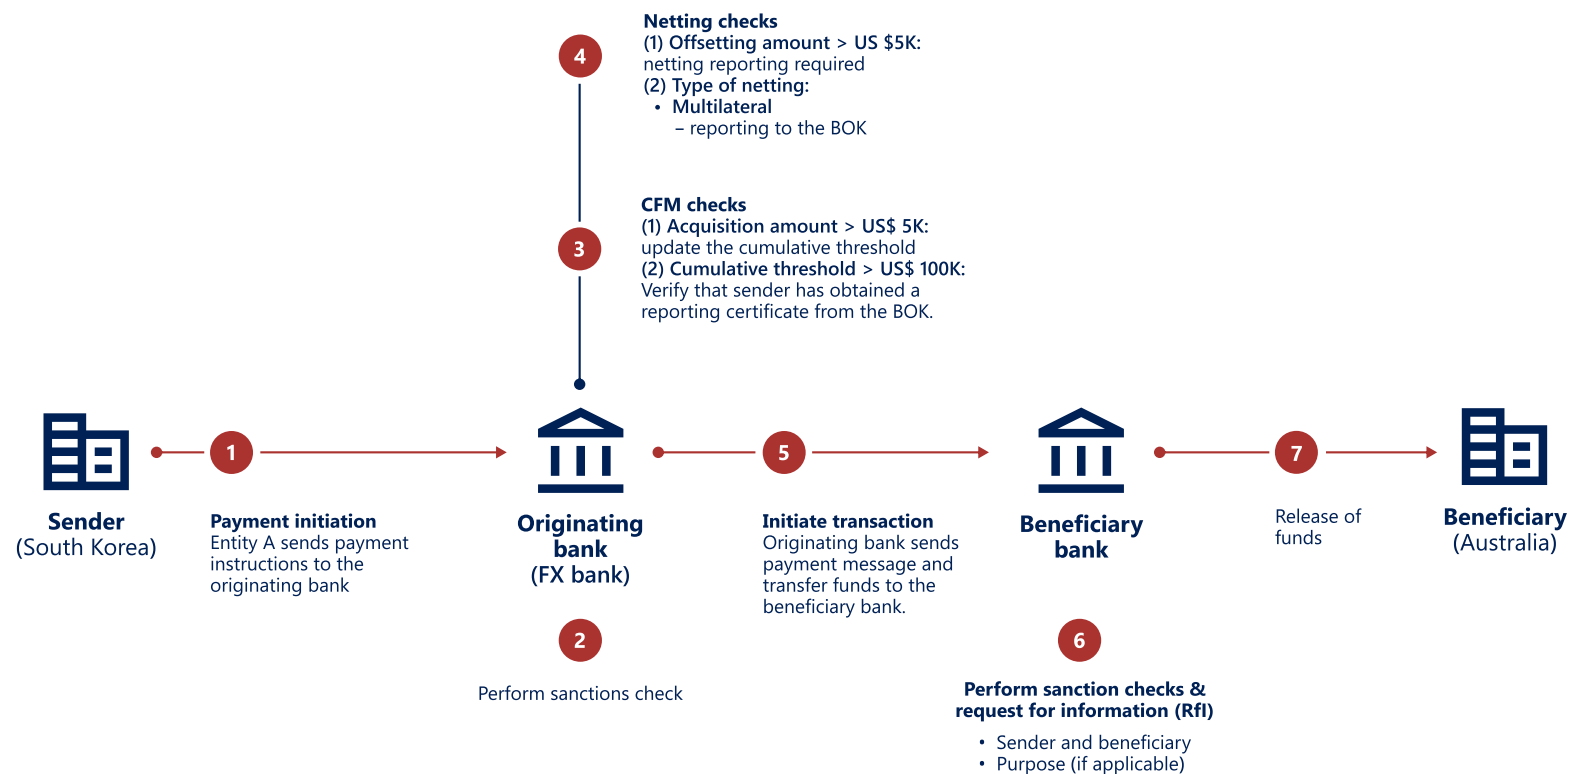 4
Netting checks
(1) Offsetting amount > US $5K:
netting reporting required
(2) Type of netting:
• Multilateral
– reporting to the BOK
3
CFM checks
(1) Acquisition amount > US$ 5K:
update the cumulative threshold
(2) Cumulative threshold > US$ 100K:
Verify that sender has obtained a
reporting certificate from the BOK.
Sender
(South Korea)
1
Payment initiation
Entity A sends payment
instructions to the
originating bank
Originating
bank
(FX bank)
2
Perform sanctions check
5
Initiate transaction
Originating bank sends
payment message and
transfer funds to the
beneficiary bank.
Beneficiary
bank
6
Perform sanction checks &
request for information (RfI)
• Sender and beneficiary
• Purpose (if applicable)
7
Release of
funds
Beneficiary
(Australia)